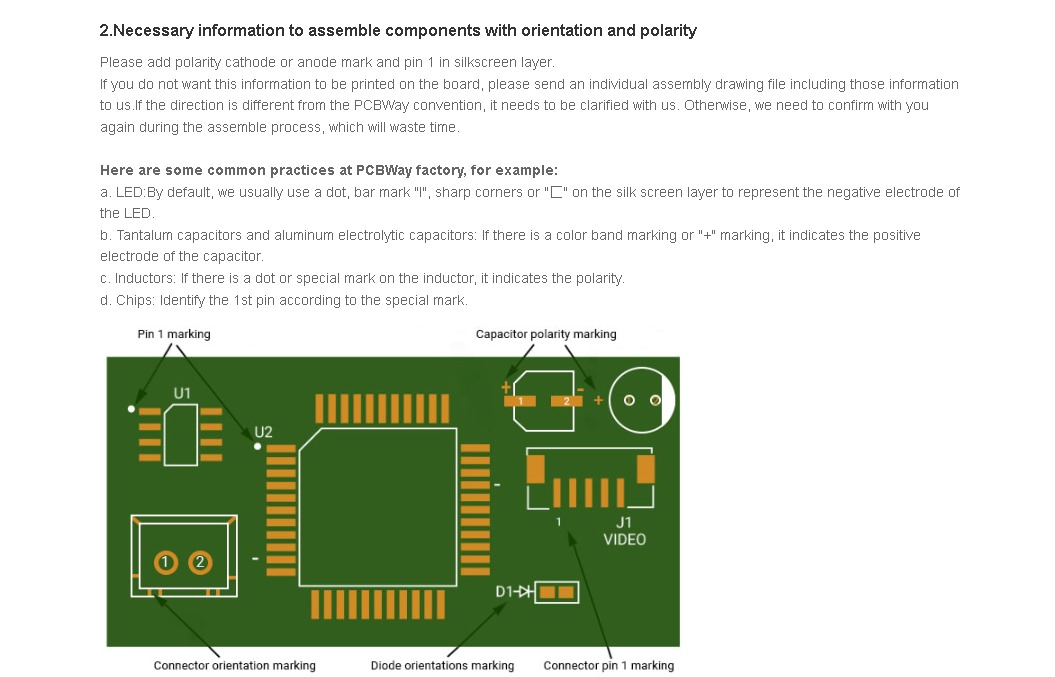 2.Necessary information to assemble components with orientation and polarity
Please add polarity cathode or anode mark and pin 1 in silkscreen layer.
If you do not want this information to be printed on the board, please send an individual assembly drawing file including those information
to us.If the direction is different from the PCBWay convention, it needs to be clarified with us. Otherwise, we need to confirm with you
again during the assemble process, which will waste time.
Here are some common practices at PCBWay factory, for example:
a. LED:By default, we usually use a dot, bar mark "I", sharp corners or "匚" on the silk screen layer to represent the negative electrode of
the LED.
b. Tantalum capacitors and aluminum electrolytic capacitors: If there is a color band marking or "+" marking, it indicates the positive
electrode of the capacitor.
c. Inductors: If there is a dot or special mark on the inductor, it indicates the polarity.
d. Chips: Identify the 1st pin according to the special mark.
Pin 1 marking
Capacitor polarity marking
U1
+
-
1
2
+
U2
-
1
J1
VIDEO
1
2
-
D1
Connector orientation marking
Diode orientations marking
Connector pin 1 marking